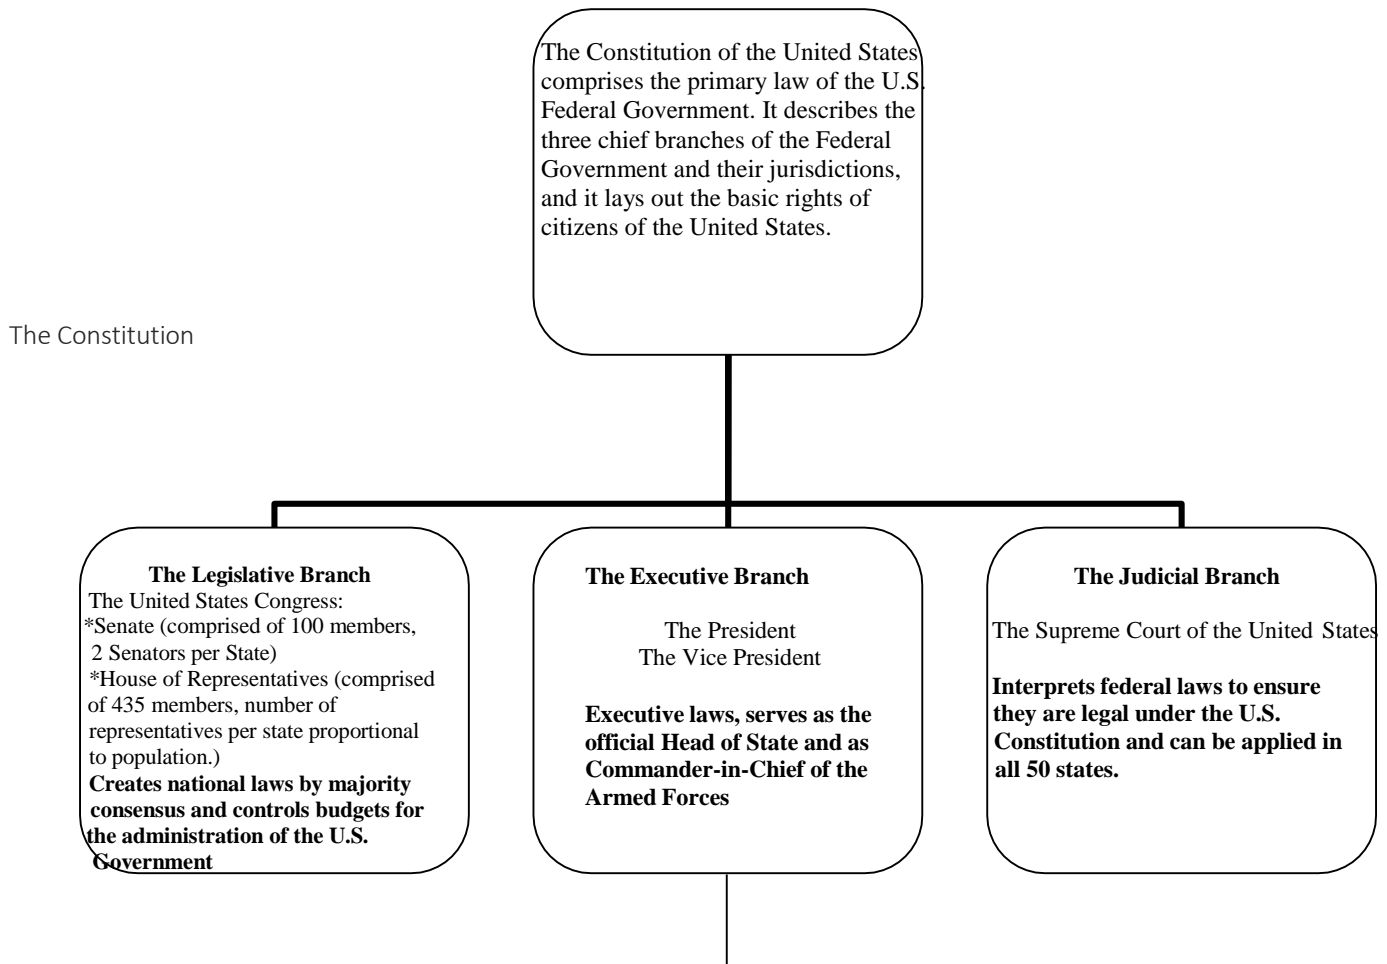 The Constitution of the United States
comprises the primary law of the U.S.
Federal Government. It describes the
three chief branches of the Federal
Government and their jurisdictions,
and it lays out the basic rights of
citizens of the United States.
The Constitution
The Legislative Branch
The United States Congress:
*Senate (comprised of 100 members,
2 Senators per State)
*House of Representatives (comprised
of 435 members, number of
representatives per state proportional
to population.)
Creates national laws by majority
consensus and controls budgets for
the administration of the U.S.
Government
The Executive Branch
The President
The Vice President
Executive laws, serves as the
official Head of State and as
Commander-in-Chief of the
Armed Forces
The Judicial Branch
The Supreme Court of the United States
Interprets federal laws to ensure
they are legal under the U.S.
Constitution and can be applied in
all 50 states.